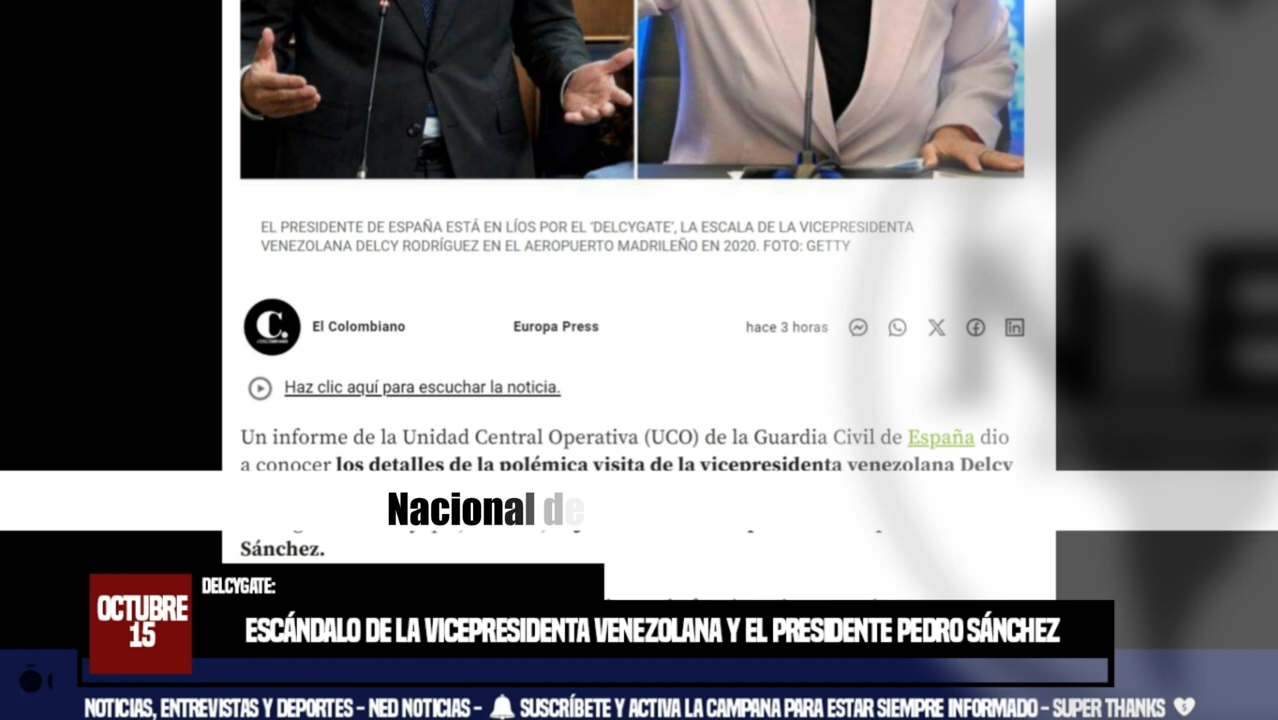 EL PRESIDENTE DE ESPAÑA ESTÁ EN LÍOS POR EL 'DELCYGATE', LA ESCALA DE LA VICEPRESIDENTA
VENEZOLANA DELCY RODRÍGUEZ EN EL AEROPUERTO MADRILEÑO EN 2020. FOTO: GETTY
C.
El Colombiano Europa Press hace 3 horas
Haz clic aquí para escuchar la noticia.
Un informe de la Unidad Central Operativa (UCO) de la Guardia Civil de España dio
a conocer los detalles de la polémica visita de la vicepresidenta venezolana Delcy
Nacional de
Sánchez.
DELCYGATE:
OCTUBRE
15
ESCÁNDALO DE LA VICEPRESIDENTA VENEZOLANA Y EL PRESIDENTE PEDRO SÁNCHEZ
NOTICIAS, ENTREVISTAS Y DEPORTES - NED NOTICIAS - SUSCRÍBETE Y ACTIVA LA CAMPANA PARA ESTAR SIEMPRE INFORMADO - SUPER THANKS